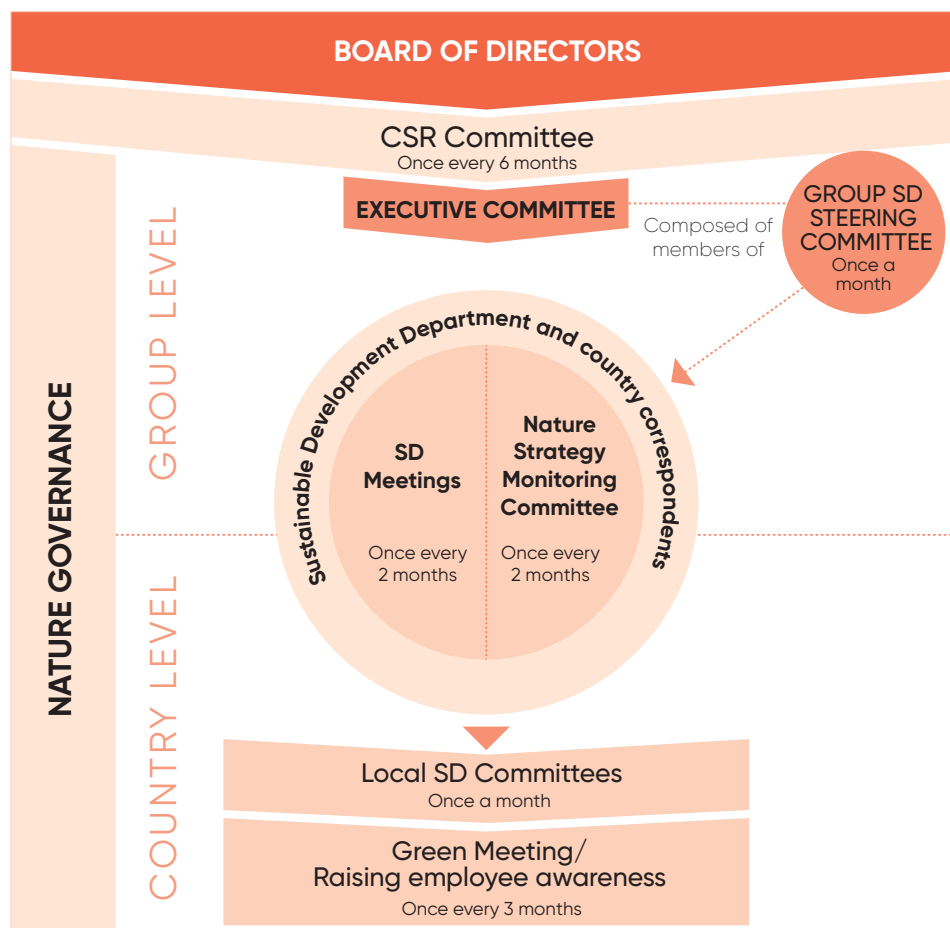 BOARD OF DIRECTORS
CSR Committee
Once every 6 months
EXECUTIVE COMMITTEE
Composed of
members of
GROUP SD
STEERING
COMMITTEE
Once a
month
NATURE GOVERNANCE
GROUP LEVEL
Sustainable Development Department and country correspondents
SD
Meetings
Once every
2 months
Nature
Strategy
Monitoring
Committee
Once every
2 months
COUNTRY LEVEL
Local SD Committees
Once a month
Green Meeting/
Raising employee awareness
Once every 3 months